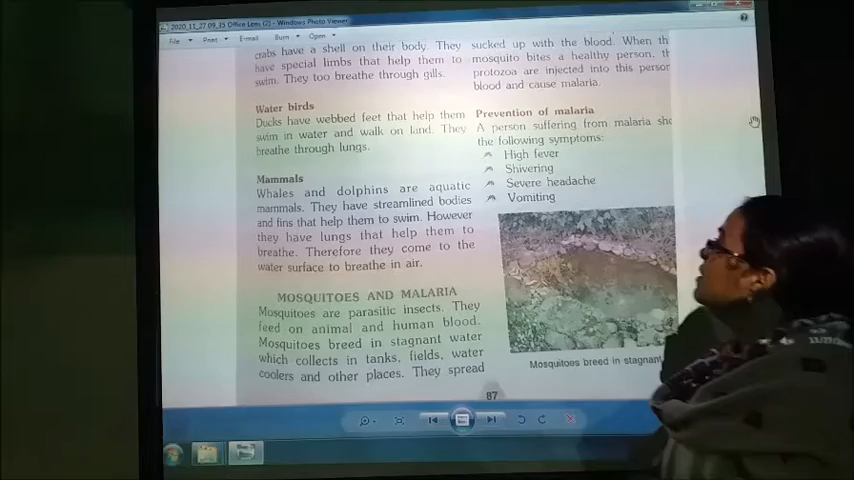 2020_11_27 09_35 Office Lens (2) - Windows Photo Viewer
File Print E-mail Burn Open
crabs have a shell on their body. They
have special limbs that help them to
swim. They too breathe through gills.
Water birds
Ducks have webbed feet that help them
swim in water and walk on land. They
breathe through lungs.
Mammals
Whales and dolphins are aquatic
mammals. They have streamlined bodies
and fins that help them to swim. However
they have lungs that help them to
breathe. Therefore they come to the
water surface to breathe in air.
MOSQUITOES AND MALARIA
Mosquitoes are parasitic insects. They
feed on animal and human blood.
Mosquitoes breed in stagnant water
which collects in tanks, fields, water
coolers and other places. They spread
sucked up with the blood. When th
mosquito bites a healthy person, th
protozoa are injected into this person
blood and cause malaria.
Prevention of malaria
A person suffering from malaria sho
the following symptoms:
High fever
Shivering
Severe headache
Vomiting
Mosquitoes breed in stagnant
87